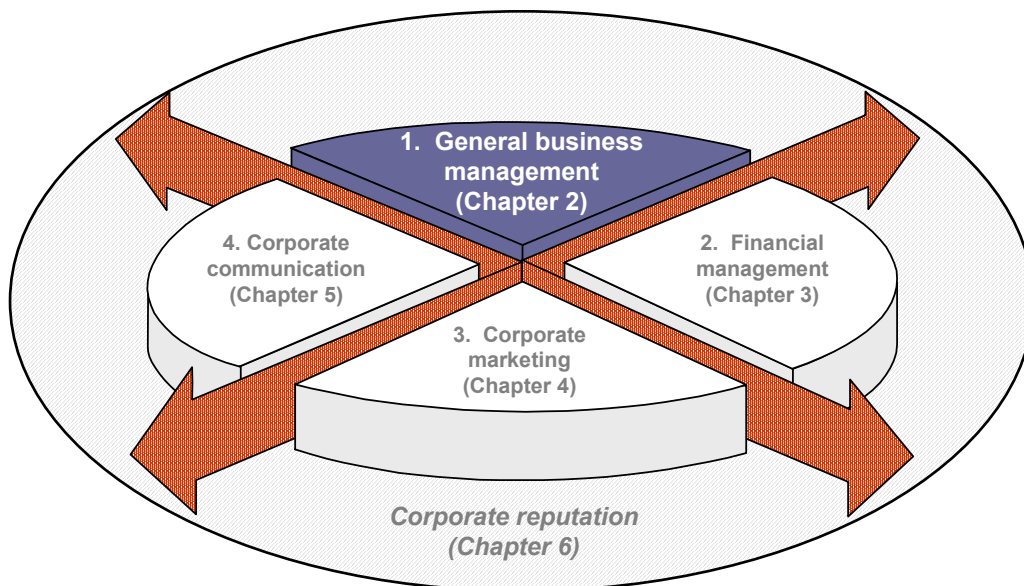 1. General business
management
(Chapter 2)
2. Financial
management
(Chapter 3)
3. Corporate
marketing
(Chapter 4)
4. Corporate
communication
(Chapter 5)
Corporate reputation
(Chapter 6)